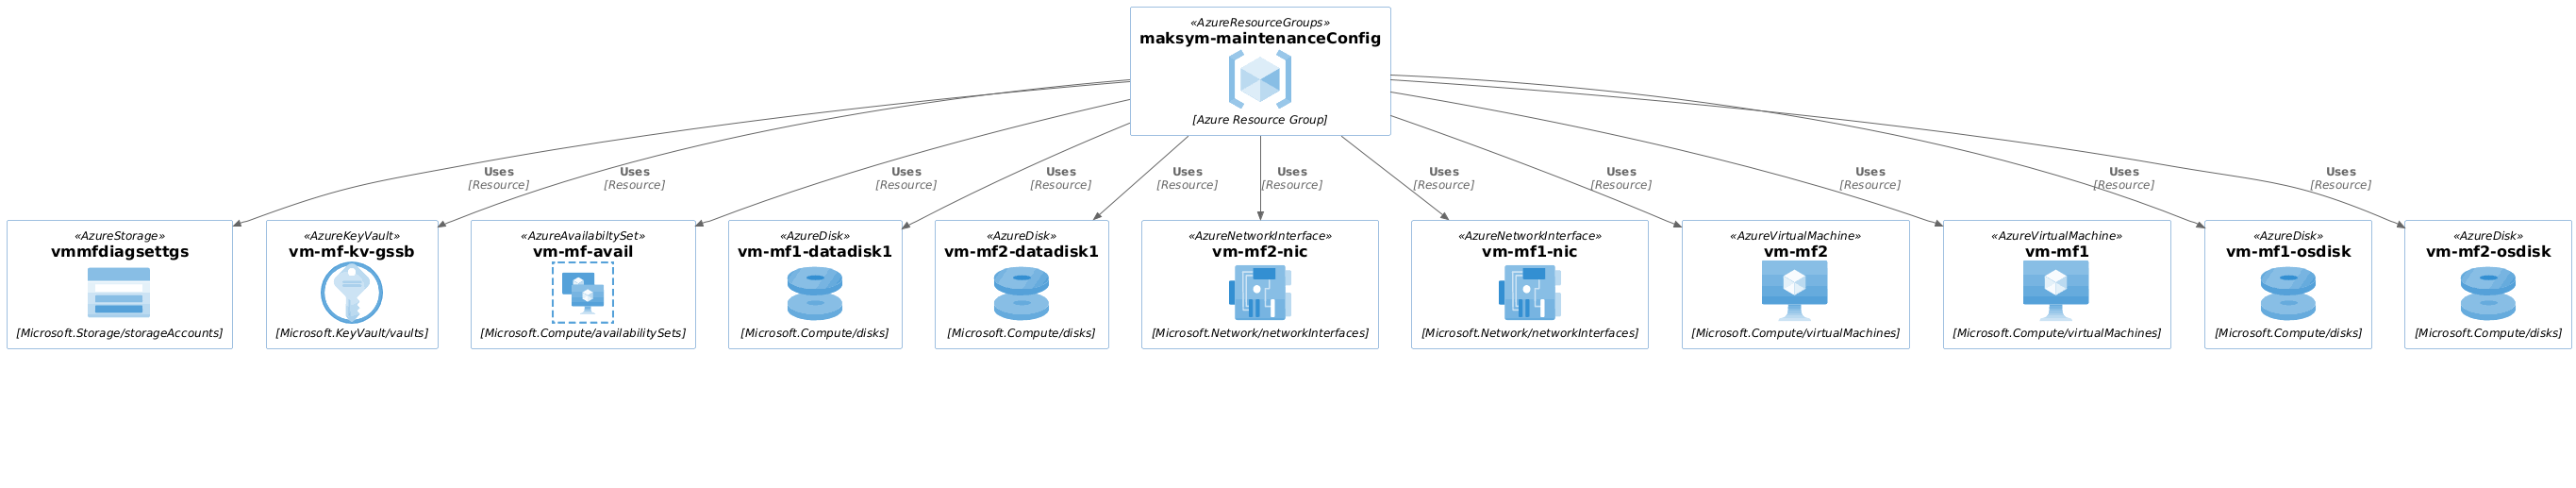 «AzureResourceGroups»
maksym-maintenanceConfig
[Azure Resource Group]
Uses
[Resource]
Uses
[Resource]
Uses
[Resource]
Uses
[Resource]
Uses
[Resource]
Uses
[Resource]
Uses
[Resource]
Uses
[Resource]
Uses
[Resource]
Uses
[Resource]
Uses
[Resource]
«AzureStorage»
vmmfdiagsettgs
[Microsoft.Storage/storageAccounts]
«AzureKeyVault»
vm-mf-kv-gssb
[Microsoft.KeyVault/vaults]
«AzureAvailabiltySet»
vm-mf-avail
[Microsoft.Compute/availabilitySets]
«AzureDisk»
vm-mf1-datadisk1
[Microsoft.Compute/disks]
«AzureDisk»
vm-mf2-datadisk1
[Microsoft.Compute/disks]
«AzureNetworkInterface»
vm-mf2-nic
[Microsoft.Network/networkInterfaces]
«AzureNetworkInterface»
vm-mf1-nic
[Microsoft.Network/networkInterfaces]
«AzureVirtualMachine»
vm-mf2
[Microsoft.Compute/virtualMachines]
«AzureVirtualMachine»
vm-mf1
[Microsoft.Compute/virtualMachines]
«AzureDisk»
vm-mf1-osdisk
[Microsoft.Compute/disks]
«AzureDisk»
vm-mf2-osdisk
[Microsoft.Compute/disks]